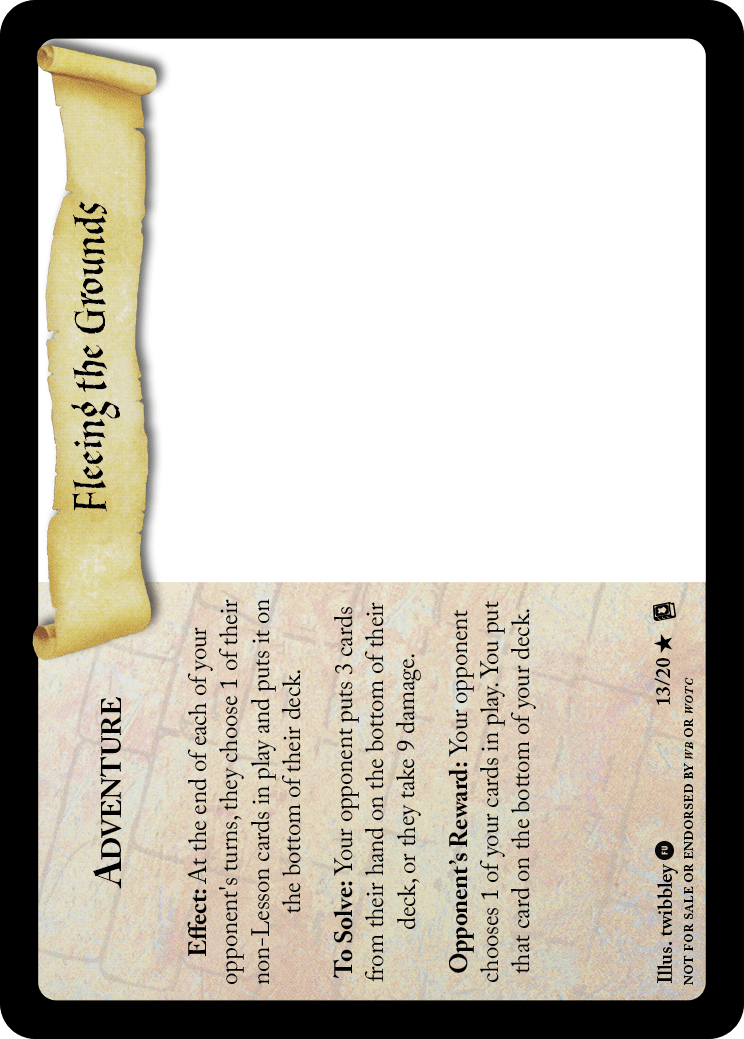 Fleeing the Grounds
ADVENTURE
Effect: At the end of each of your
opponent's turns, they choose 1 of their
non-Lesson cards in play and puts it on
the bottom of their deck.
To Solve: Your opponent puts 3 cards
from their hand on the bottom of their
deck, or they take 9 damage.
Opponent's Reward: Your opponent
chooses 1 of your cards in play. You put
that card on the bottom of your deck.
Illus. twibbley FU 13/20 ★
NOT FOR SALE OR ENDORSED BY WB OR WOTC